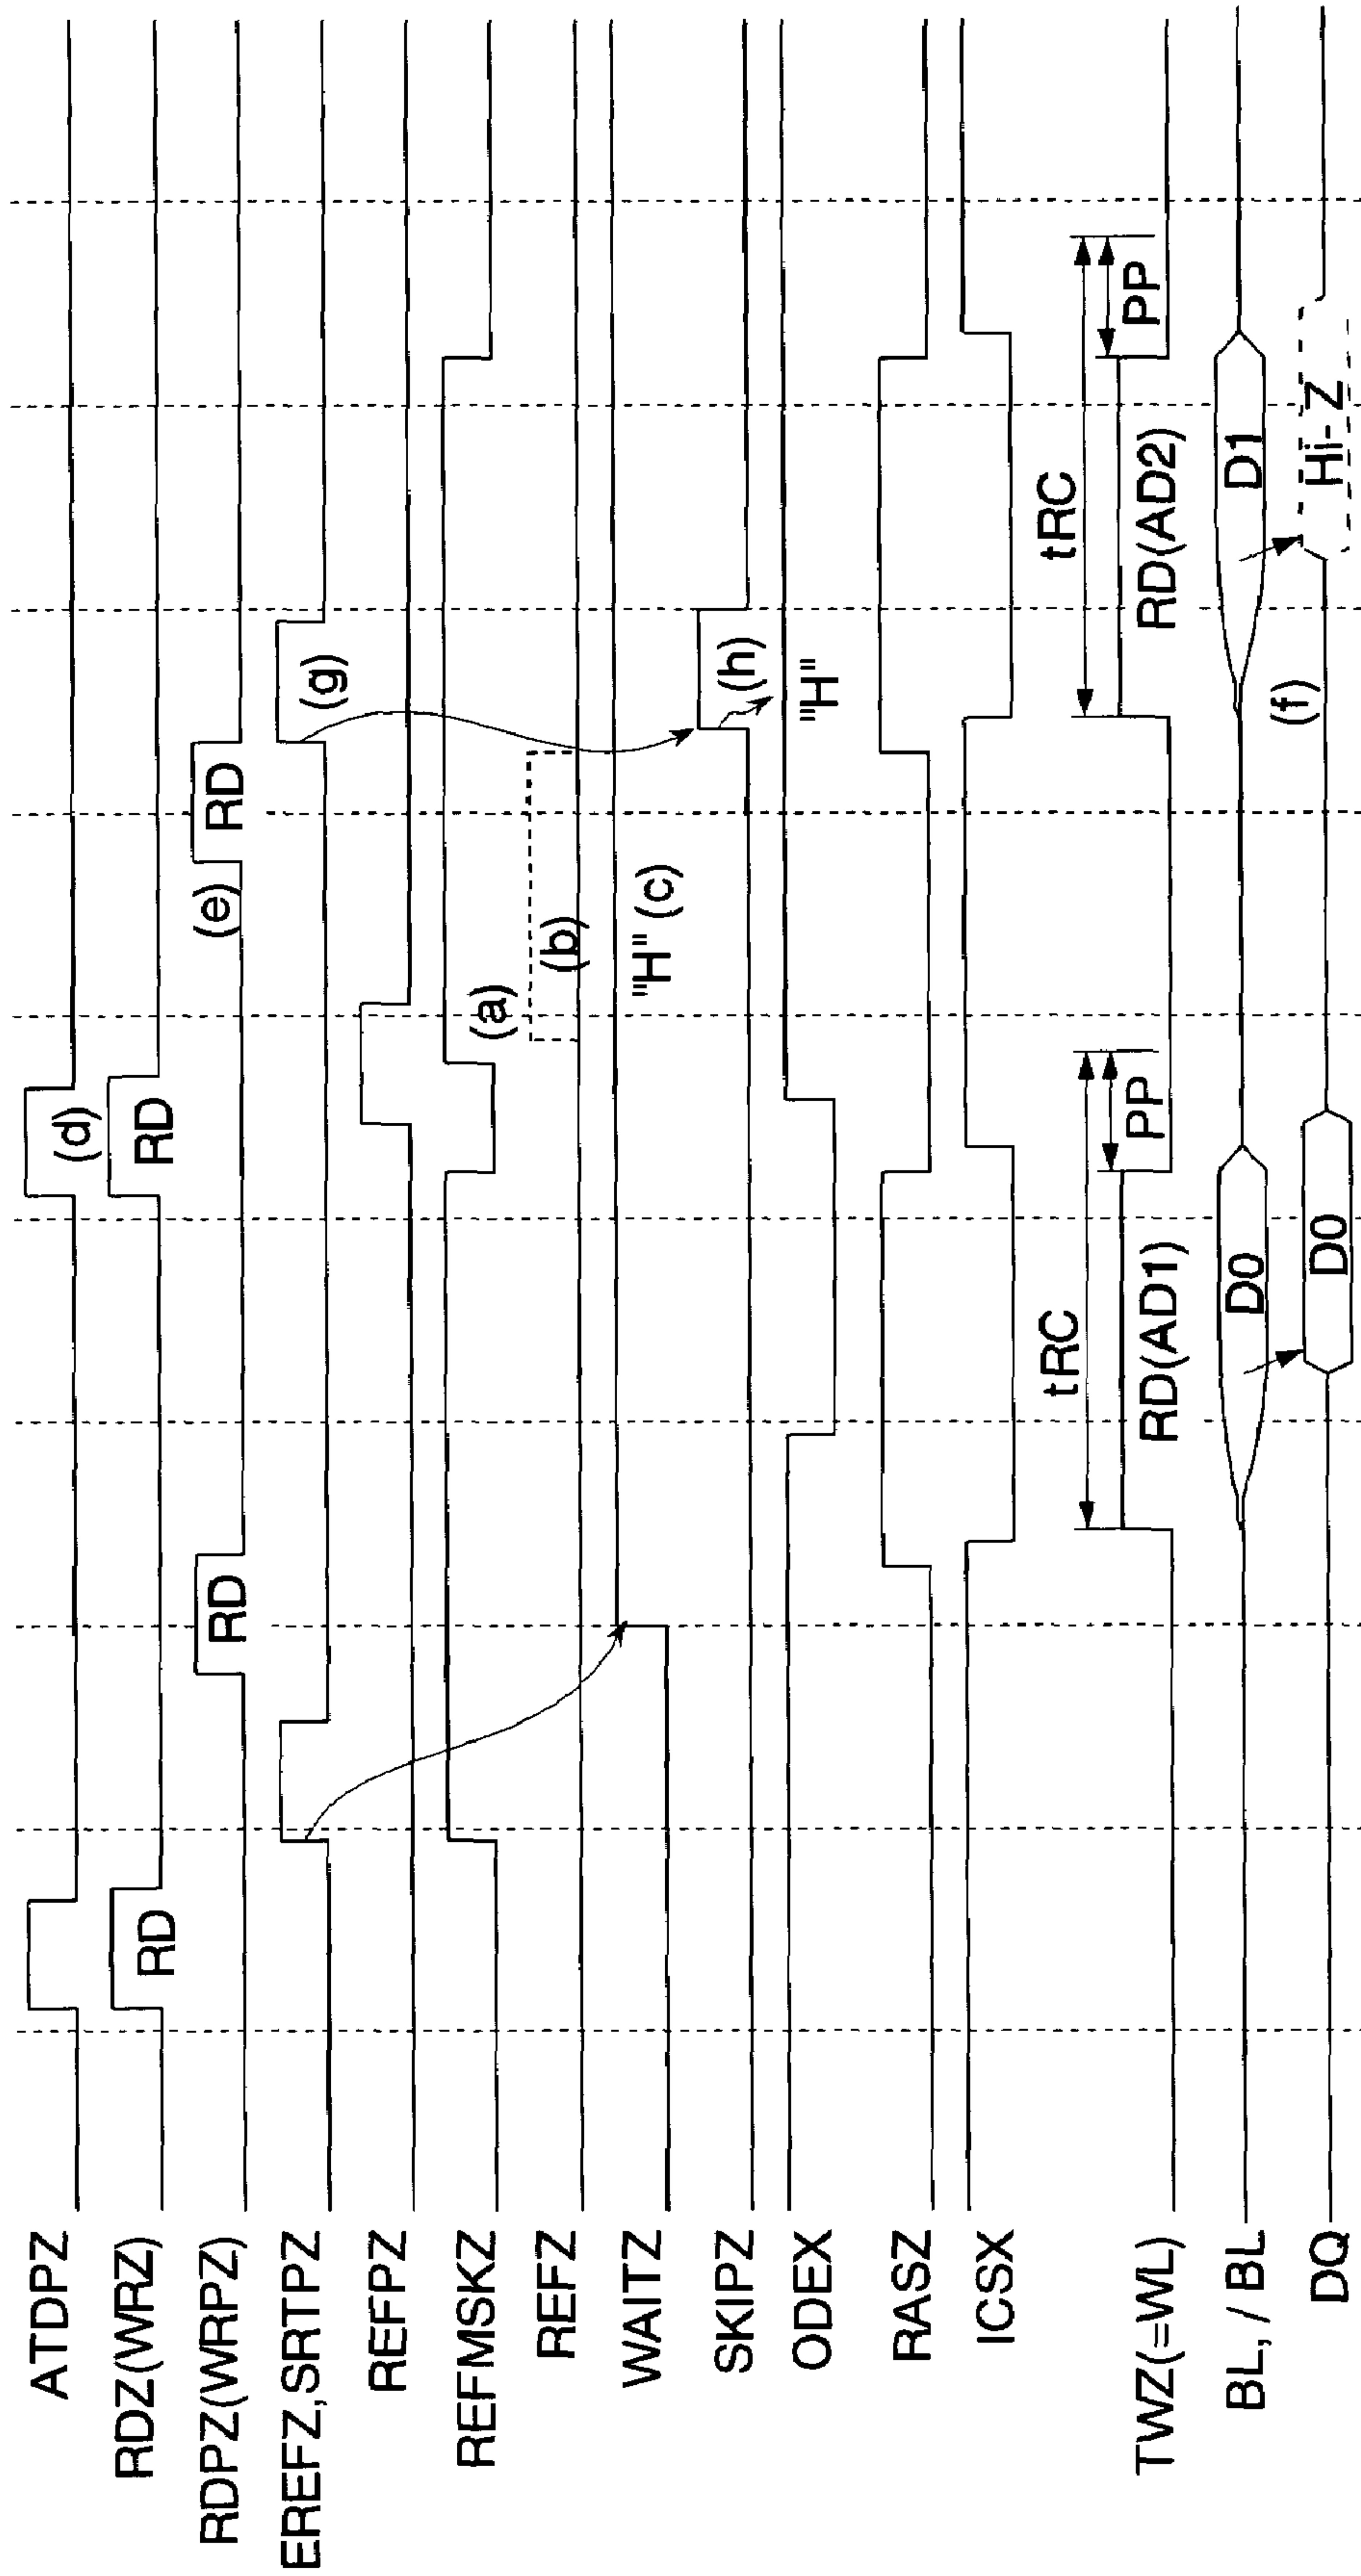 ATDPZ
(d)
RDZ(WRZ)
RD
RD
RDPZ(WRPZ)
RD
(e)
RD
EREFZ,SRTPZ
(g)
REFPZ
REFMSKZ
(a)
REFZ
(b)
WAITZ
"H" (c)
SKIPZ
(h)
ODEX
"H"
RASZ
ICSX
tRC
tRC
PP
PP
TWZ(=WL)
RD(AD1)
RD(AD2)
BL, / BL
D0
D1
(f)
DQ
D0
Hi-Z